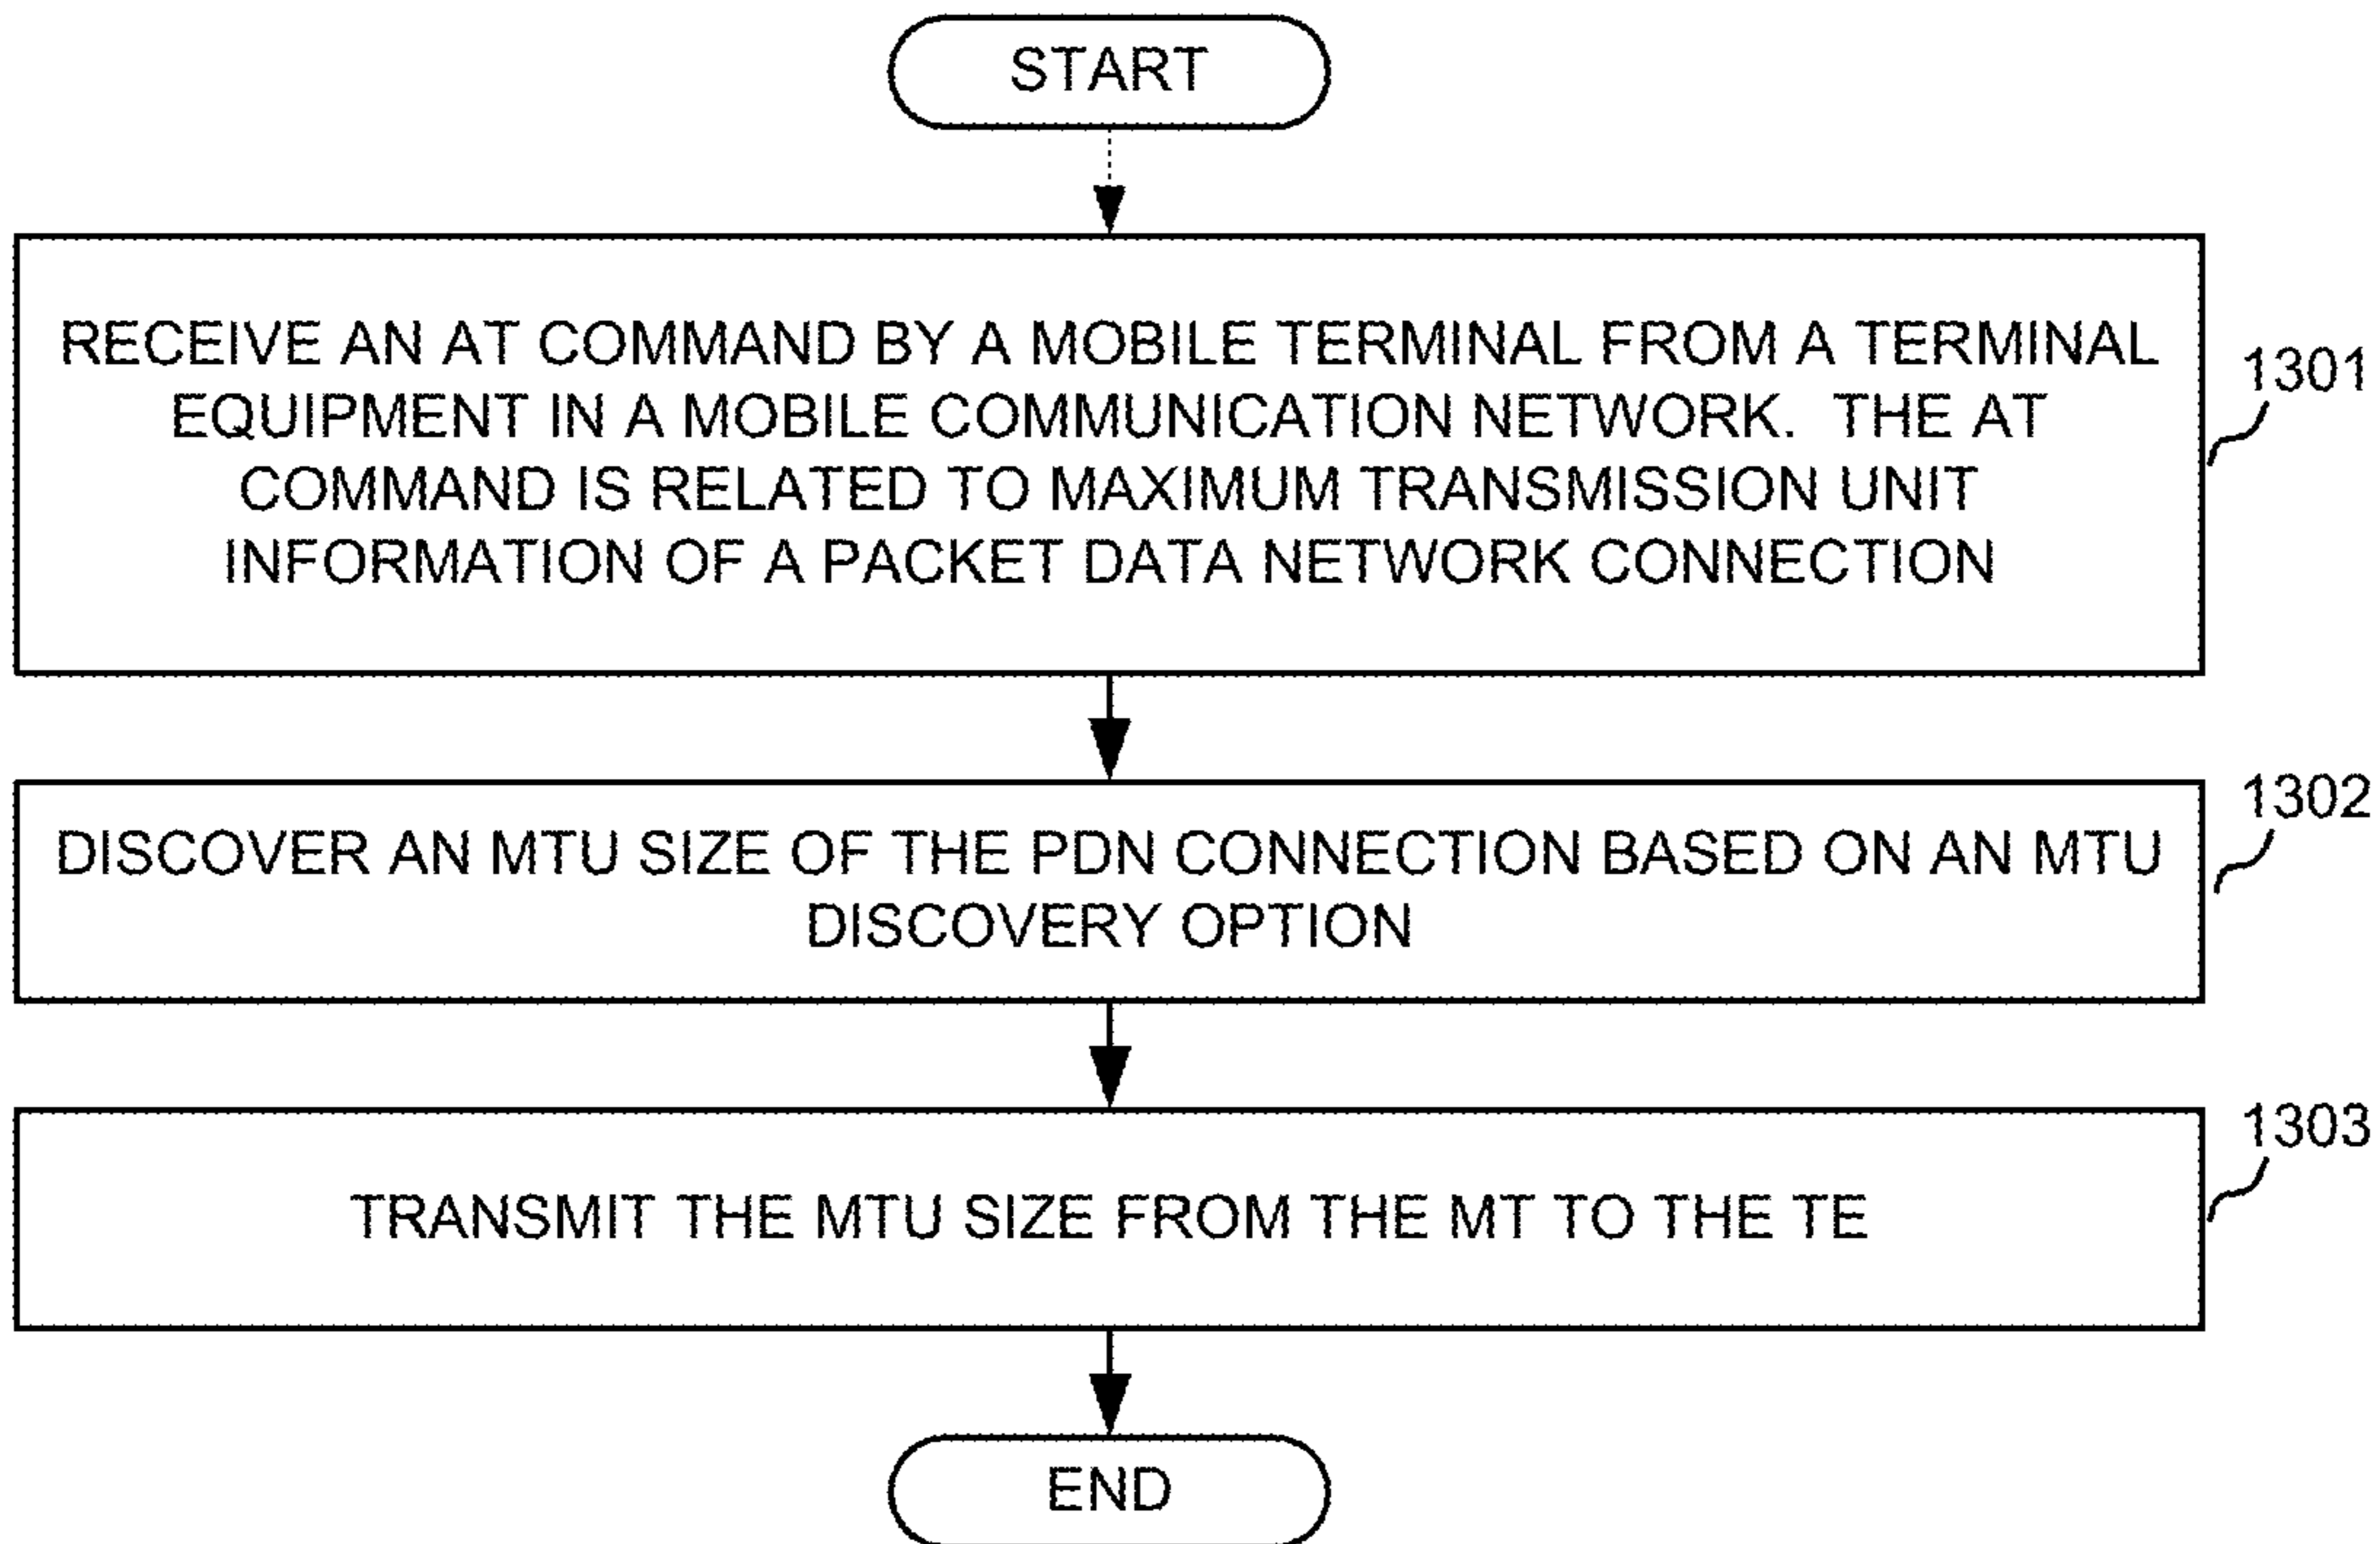 START
RECEIVE AN AT COMMAND BY A MOBILE TERMINAL FROM A TERMINAL
EQUIPMENT IN A MOBILE COMMUNICATION NETWORK. THE AT
COMMAND IS RELATED TO MAXIMUM TRANSMISSION UNIT
INFORMATION OF A PACKET DATA NETWORK CONNECTION
1301
DISCOVER AN MTU SIZE OF THE PDN CONNECTION BASED ON AN MTU
DISCOVERY OPTION
1302
TRANSMIT THE MTU SIZE FROM THE MT TO THE TE
1303
END